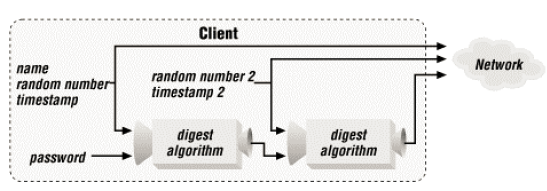 Client
name
random number
timestamp
random number 2
timestamp 2
Network
password
digest
algorithm
digest
algorithm